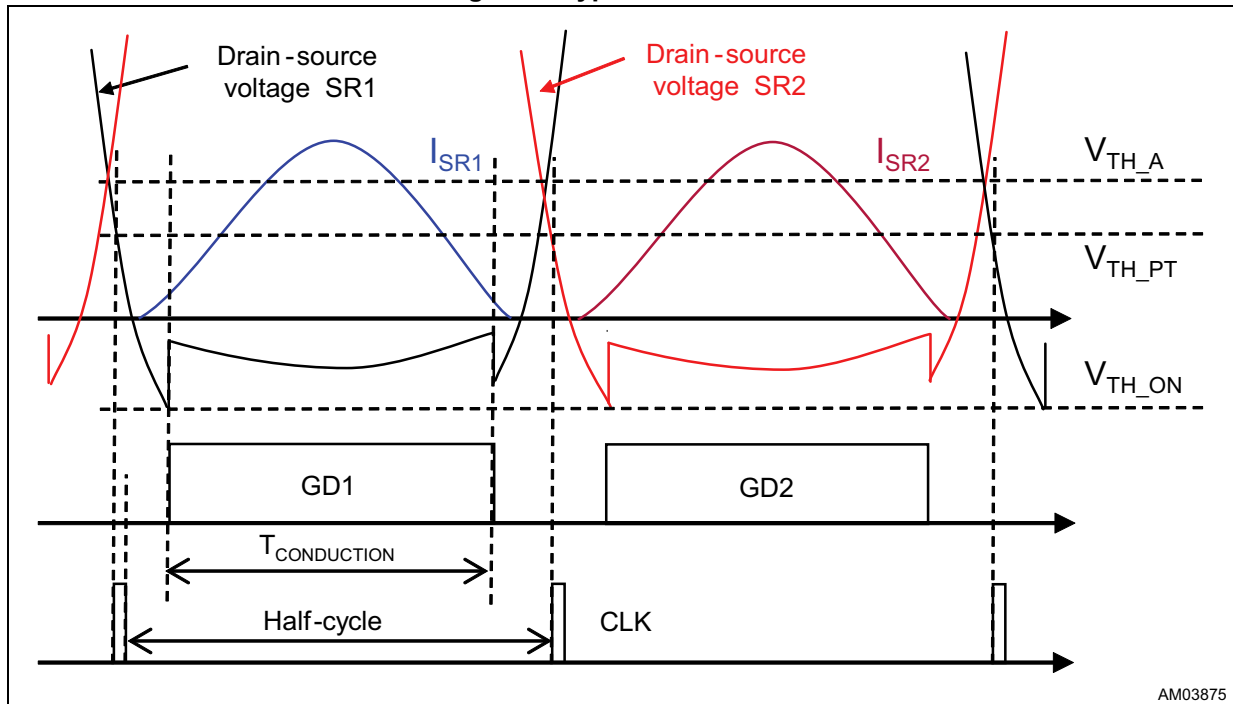 Drain-source
voltage SR1
Drain-source
voltage SR2
I_SR1
I_SR2
V_TH_A
V_TH_PT
V_TH_ON
GD1
GD2
T_CONDUCTION
Half-cycle
CLK
AM03875